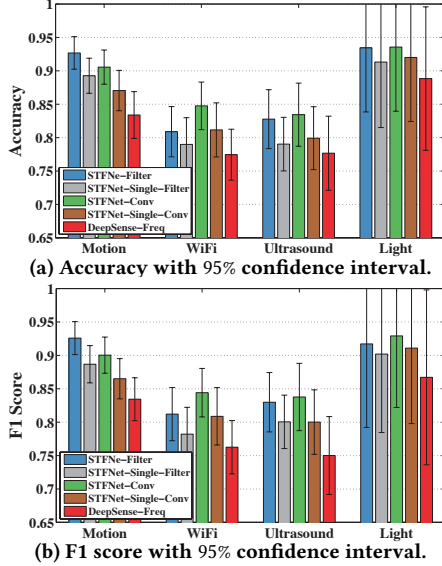 1
0.95
0.9
0.85
0.8
0.75
0.7
0.65
Accuracy
STFNe-Filter
STFNet-Single-Filter
STFNet-Conv
STFNet-Single-Conv
DeepSense-Freq
Motion WiFi Ultrasound Light
(a) Accuracy with 95% confidence interval.
1
0.95
0.9
0.85
0.8
0.75
0.7
0.65
F1 Score
STFNe-Filter
STFNet-Single-Filter
STFNet-Conv
STFNet-Single-Conv
DeepSense-Freq
Motion WiFi Ultrasound Light
(b) F1 score with 95% confidence interval.